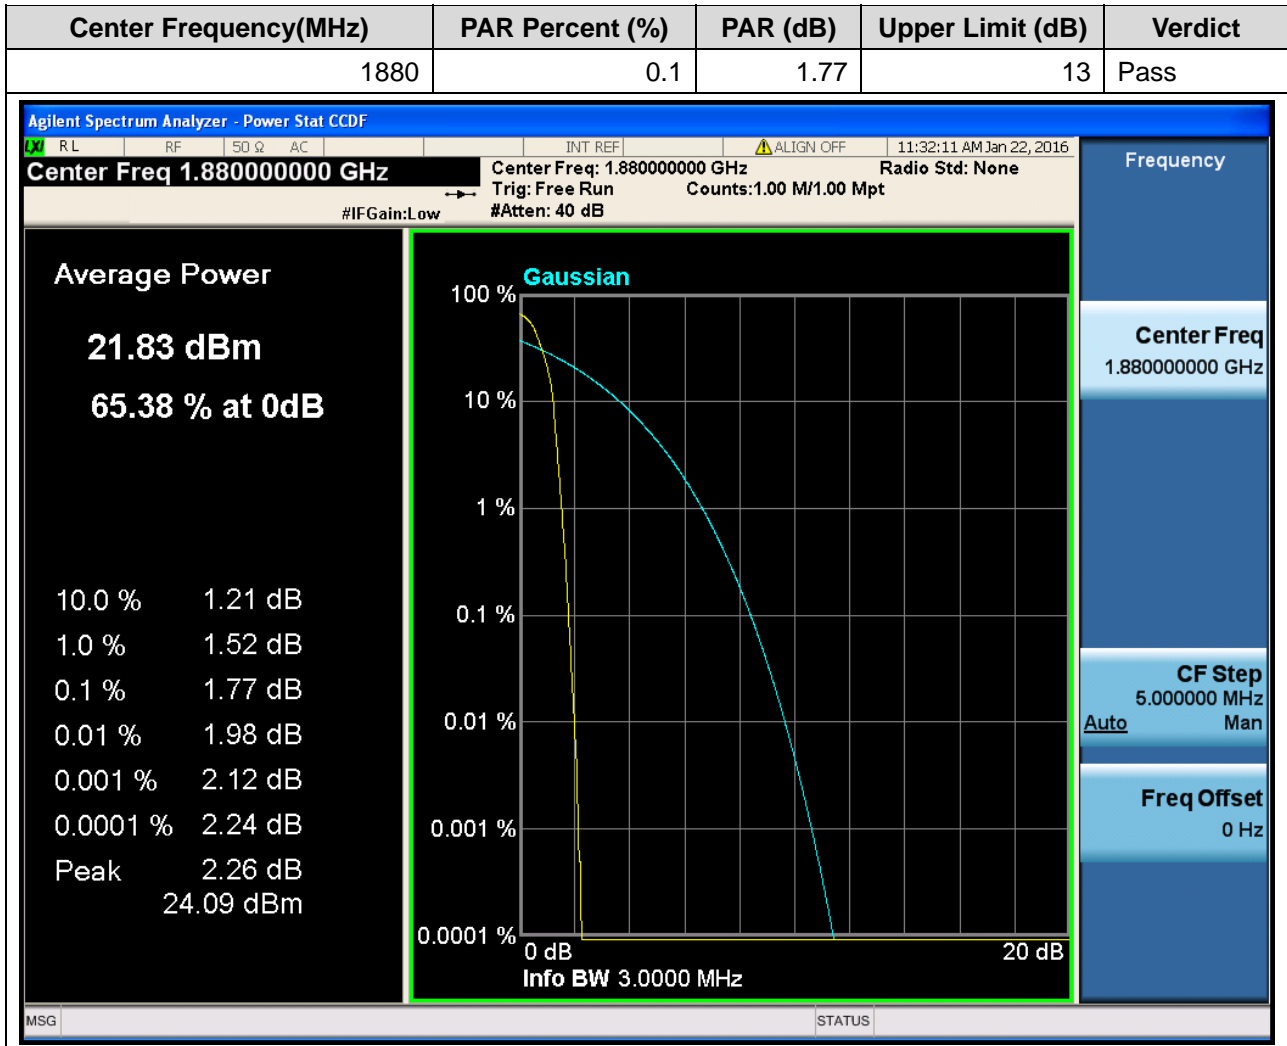 Center Frequency(MHz) PAR Percent (%) PAR (dB) Upper Limit (dB) Verdict
1880 0.1 1.77 13 Pass
Agilent Spectrum Analyzer - Power Stat CCDF
LXI RL RF 50 Ω AC INT REF ALIGN OFF 11:32:11 AM Jan 22, 2016
Center Freq 1.880000000 GHz
Center Freq: 1.880000000 GHz Radio Std: None
Trig: Free Run Counts:1.00 M/1.00 Mpt
#IFGain:Low #Atten: 40 dB
Average Power
21.83 dBm
65.38 % at 0dB
10.0 % 1.21 dB
1.0 % 1.52 dB
0.1 % 1.77 dB
0.01 % 1.98 dB
0.001 % 2.12 dB
0.0001 % 2.24 dB
Peak 2.26 dB
24.09 dBm
Gaussian
100 %
10 %
1 %
0.1 %
0.01 %
0.001 %
0.0001 %
0 dB 20 dB
Info BW 3.0000 MHz
Frequency
Center Freq
1.880000000 GHz
CF Step
5.000000 MHz
Auto Man
Freq Offset
0 Hz
MSG STATUS